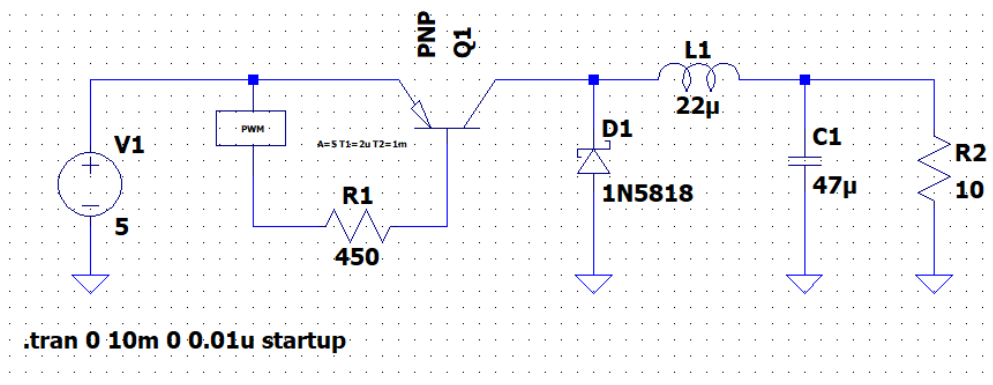 PNP
Q1
L1
22µ
PWM
A=5 T1=2u T2=1m
V1
5
R1
450
D1
1N5818
C1
47µ
R2
10
.tran 0 10m 0 0.01u startup